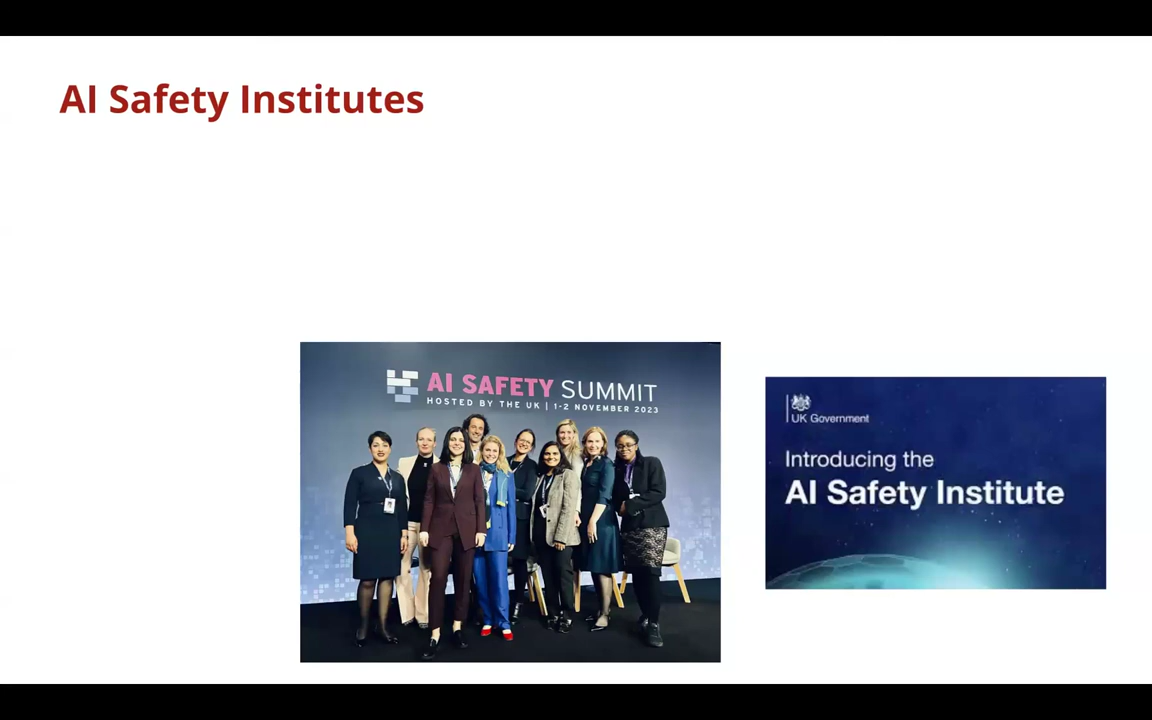 AI Safety Institutes
AI SAFETY SUMMIT
HOSTED BY THE UK | 1-2 NOVEMBER 2023
UK Government
Introducing the
AI Safety Institute